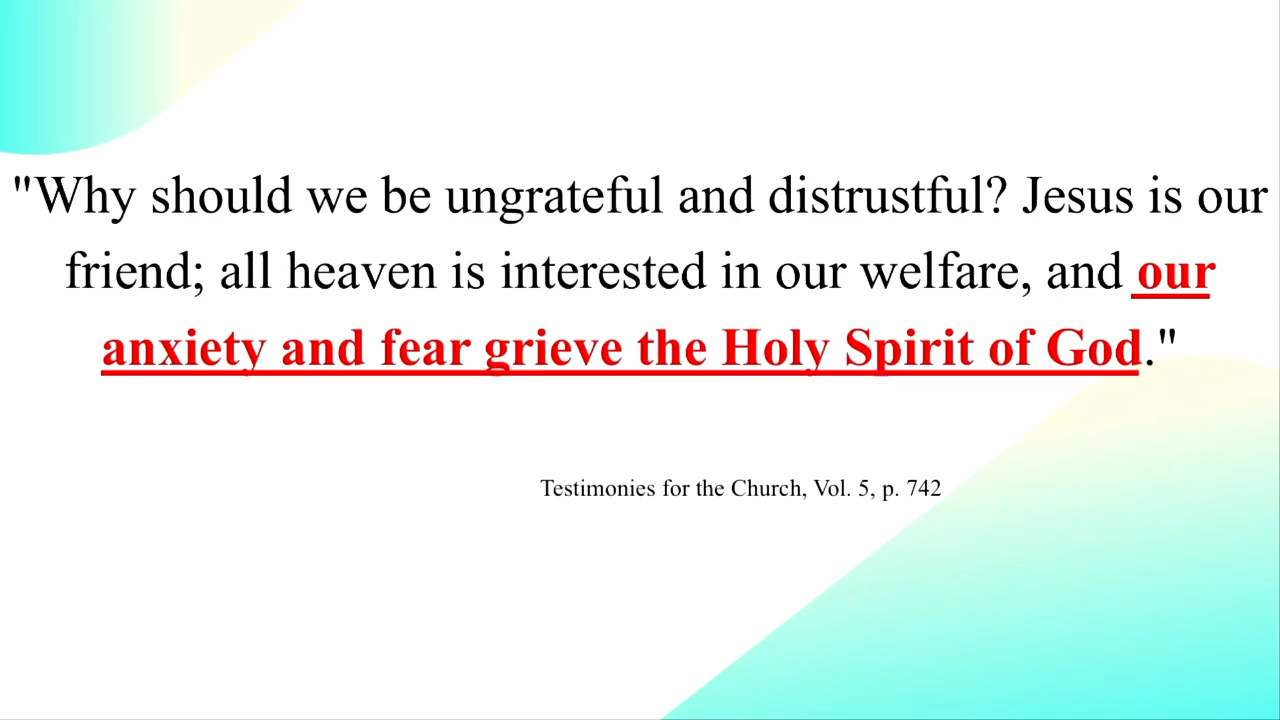 "Why should we be ungrateful and distrustful? Jesus is our
friend; all heaven is interested in our welfare, and our
anxiety and fear grieve the Holy Spirit of God."
Testimonies for the Church, Vol. 5, p. 742